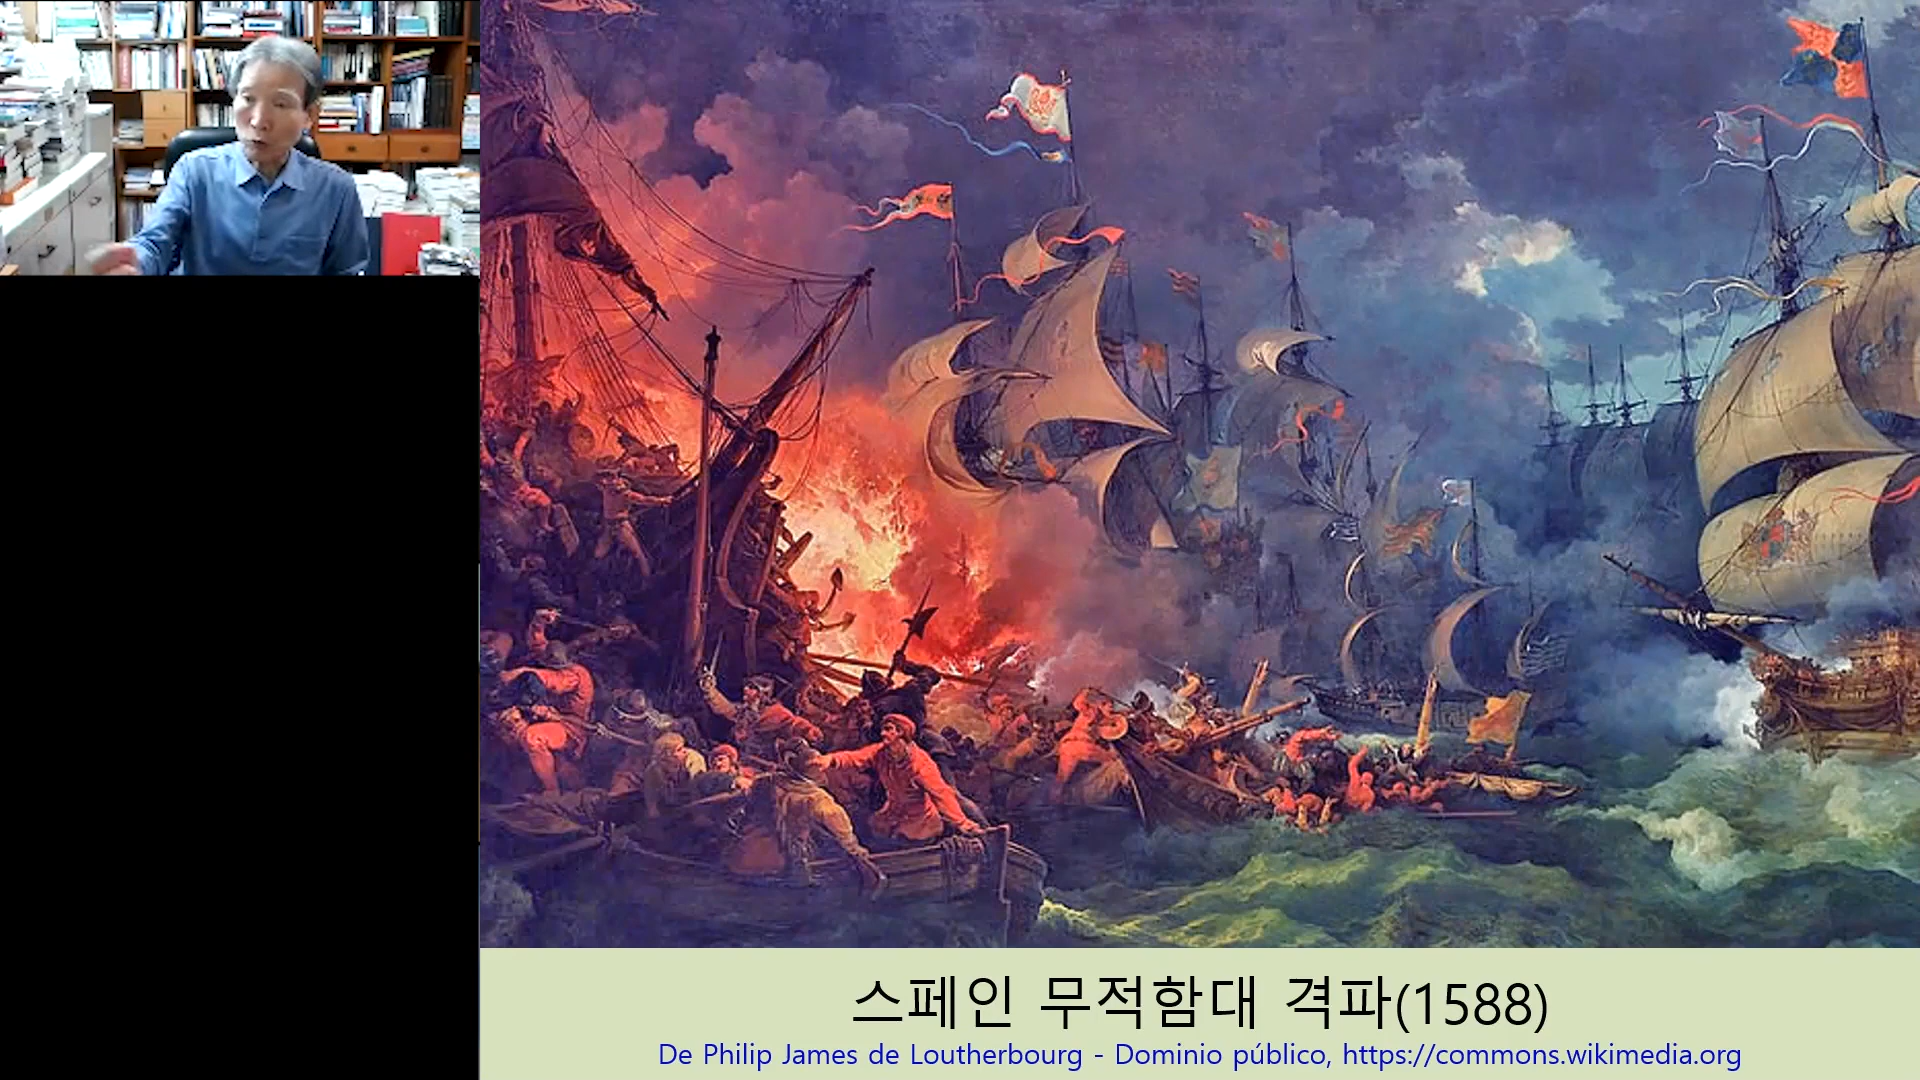 스페인 무적함대 격파(1588)
De Philip James de Loutherbourg - Dominio público, https://commons.wikimedia.org